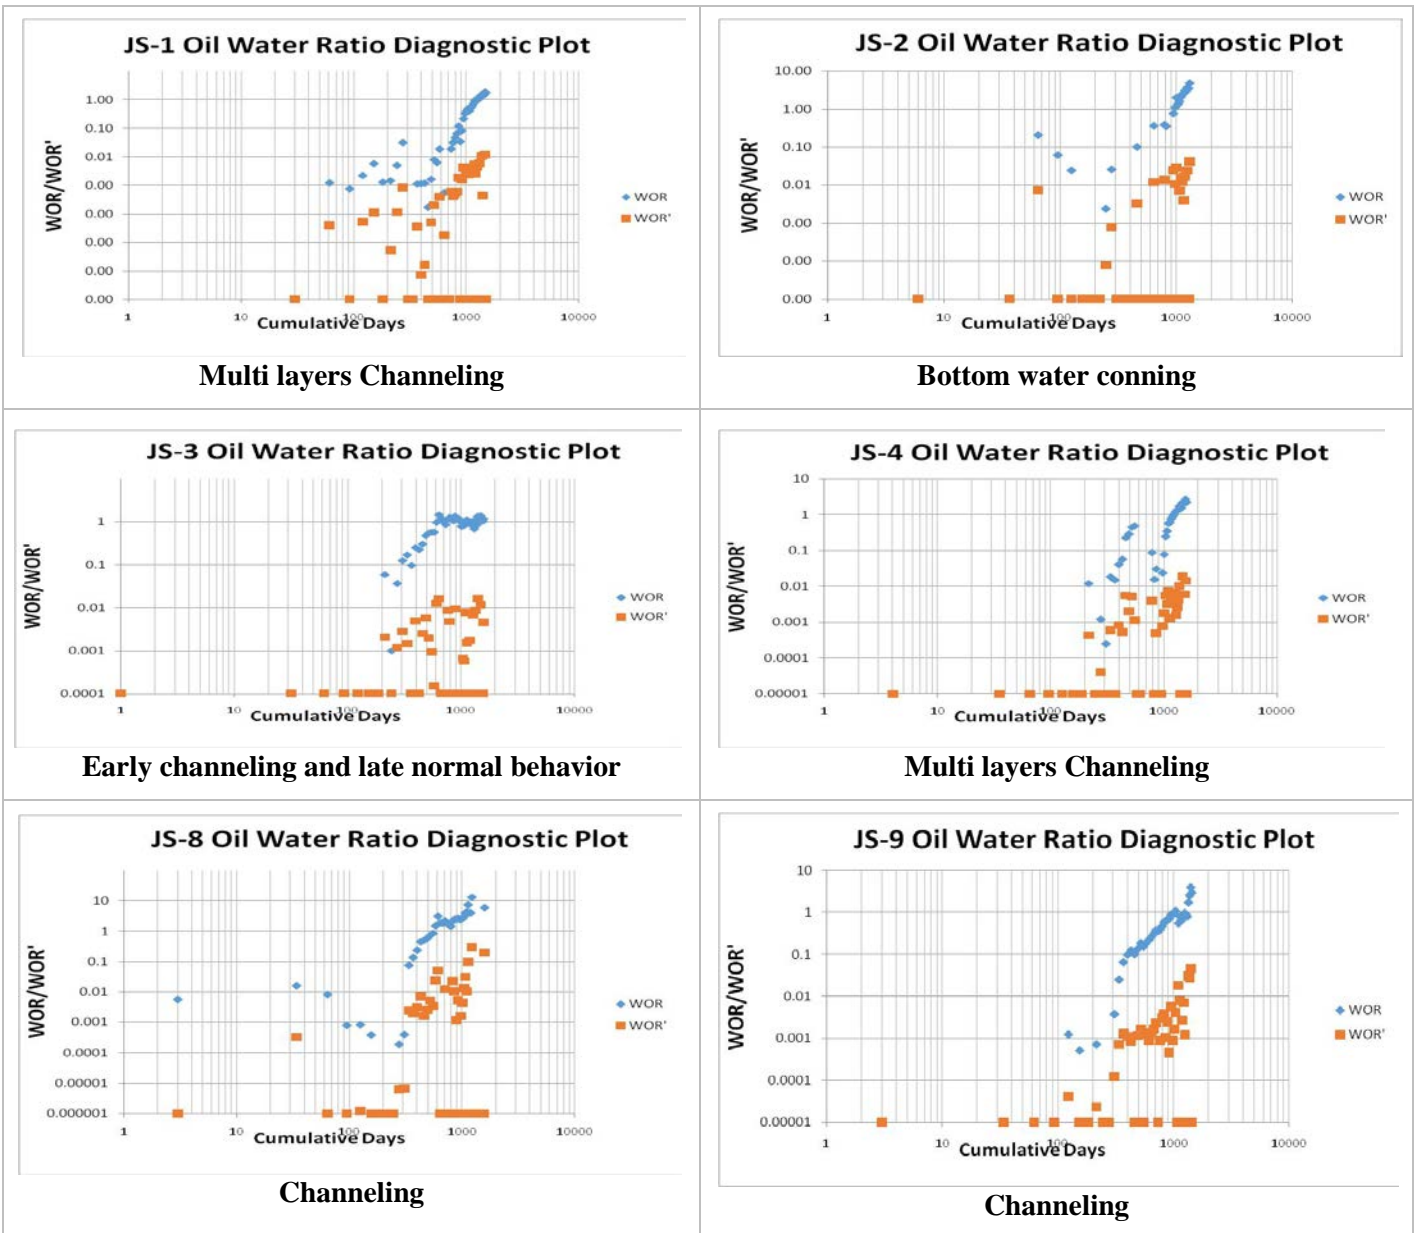 JS-1 Oil Water Ratio Diagnostic Plot
WOR/WOR'
1.00
0.10
0.01
0.00
0.00
0.00
0.00
0.00
1
10
1000
10000
Cumulative Days
WOR
WOR'
Multi layers Channeling
JS-2 Oil Water Ratio Diagnostic Plot
WOR/WOR'
10.00
1.00
0.10
0.01
0.00
0.00
0.00
1
10
100
1000
10000
Cumulative Days
WOR
WOR'
Bottom water conning
JS-3 Oil Water Ratio Diagnostic Plot
WOR/WOR'
1
0.1
0.01
0.001
0.0001
1
10
100
1000
10000
Cumulative Days
WOR
WOR'
Early channeling and late normal behavior
JS-4 Oil Water Ratio Diagnostic Plot
WOR/WOR'
10
1
0.1
0.01
0.001
0.0001
0.00001
1
10
100
1000
10000
Cumulative Days
WOR
WOR'
Multi layers Channeling
JS-8 Oil Water Ratio Diagnostic Plot
WOR/WOR'
10
1
0.1
0.01
0.001
0.0001
0.00001
0.000001
1
10
100
1000
10000
Cumulative Days
WOR
WOR'
Channeling
JS-9 Oil Water Ratio Diagnostic Plot
WOR/WOR'
10
1
0.1
0.01
0.001
0.0001
0.00001
1
10
100
1000
10000
Cumulative Days
WOR
WOR'
Channeling